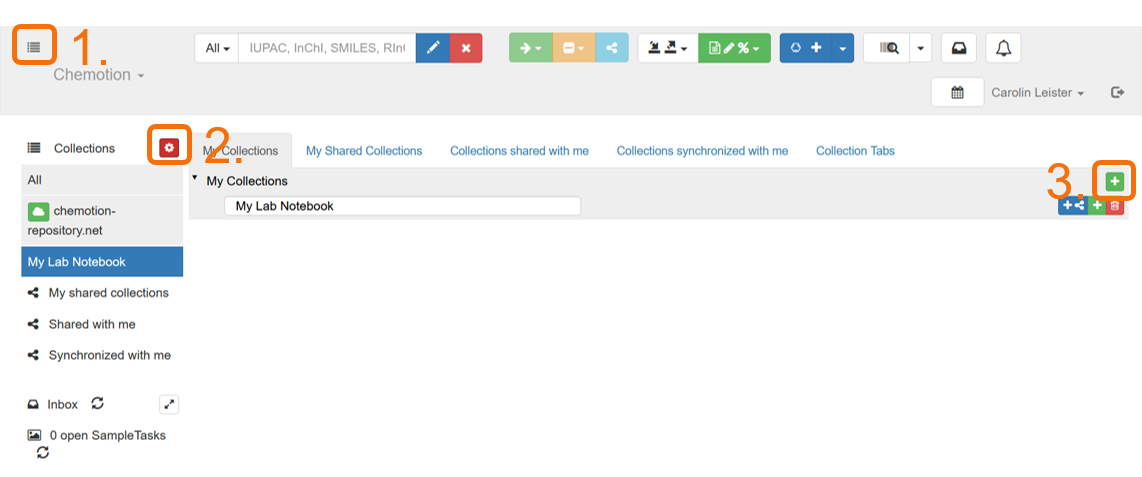 1.
All
IUPAC, InChI, SMILES, RIn
Chemotion
Carolin Leister
Collections
2.
My Collections
My Shared Collections
Collections shared with me
Collections synchronized with me
Collection Tabs
All
My Collections
3.
chemotion-
repository.net
My Lab Notebook
My Lab Notebook
My shared collections
Shared with me
Synchronized with me
Inbox
0 open SampleTasks